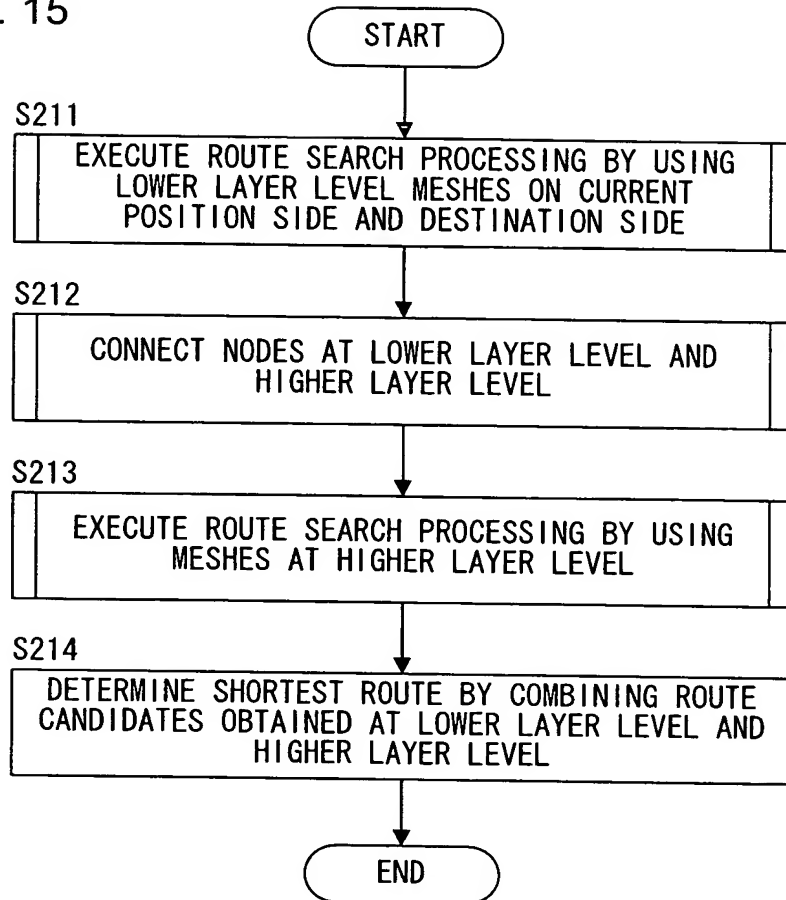 . 15
START
S211
EXECUTE ROUTE SEARCH PROCESSING BY USING
LOWER LAYER LEVEL MESHES ON CURRENT
POSITION SIDE AND DESTINATION SIDE
S212
CONNECT NODES AT LOWER LAYER LEVEL AND
HIGHER LAYER LEVEL
S213
EXECUTE ROUTE SEARCH PROCESSING BY USING
MESHES AT HIGHER LAYER LEVEL
S214
DETERMINE SHORTEST ROUTE BY COMBINING ROUTE
CANDIDATES OBTAINED AT LOWER LAYER LEVEL AND
HIGHER LAYER LEVEL
END